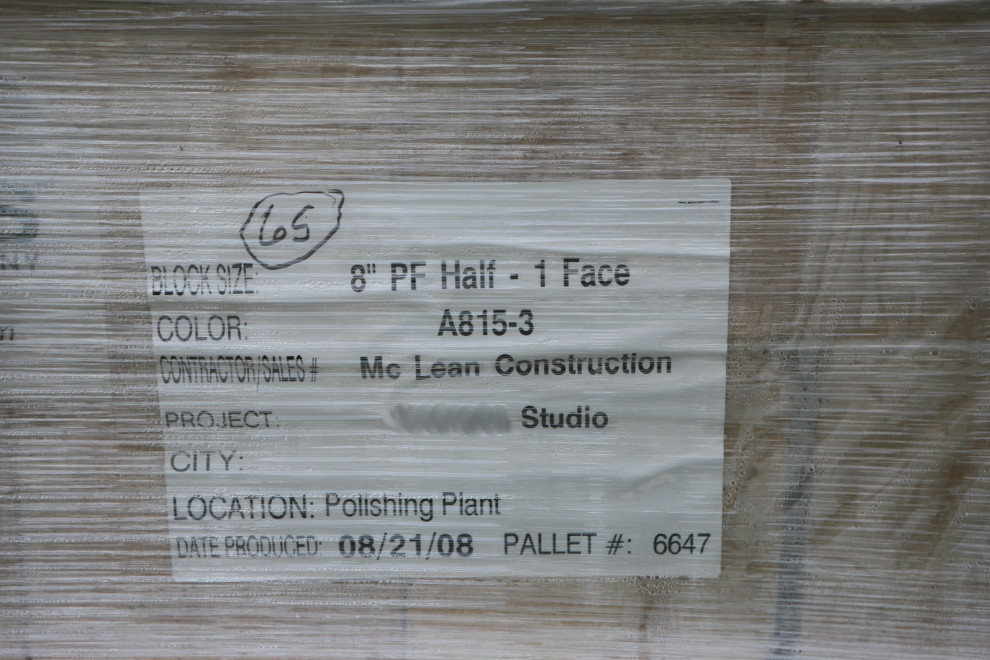 65
BLOCK SIZE: 8" PF Half - 1 Face
COLOR: A815-3
CONTRACTOR/SALES # Mc Lean Construction
PROJECT: Studio
CITY:
LOCATION: Polishing Plant
DATE PRODUCED: 08/21/08 PALLET #: 6647